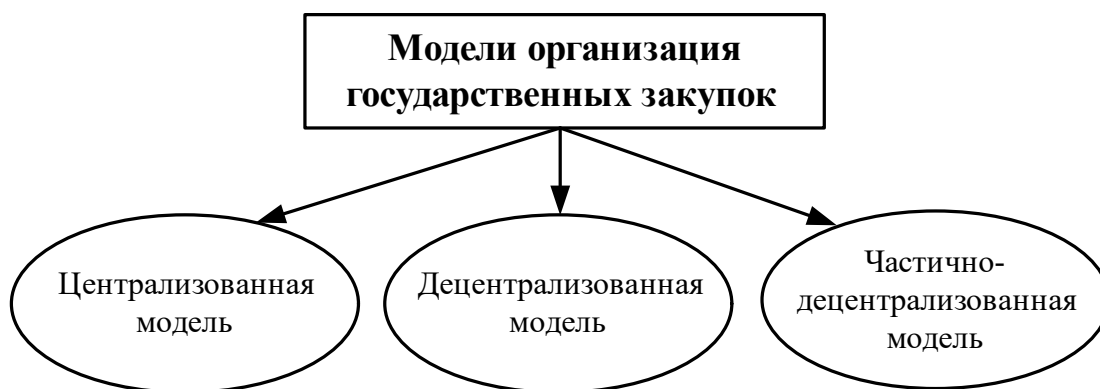 Модели организация
государственных закупок
Централизованная
модель
Децентрализованная
модель
Частично-
децентрализованная
модель